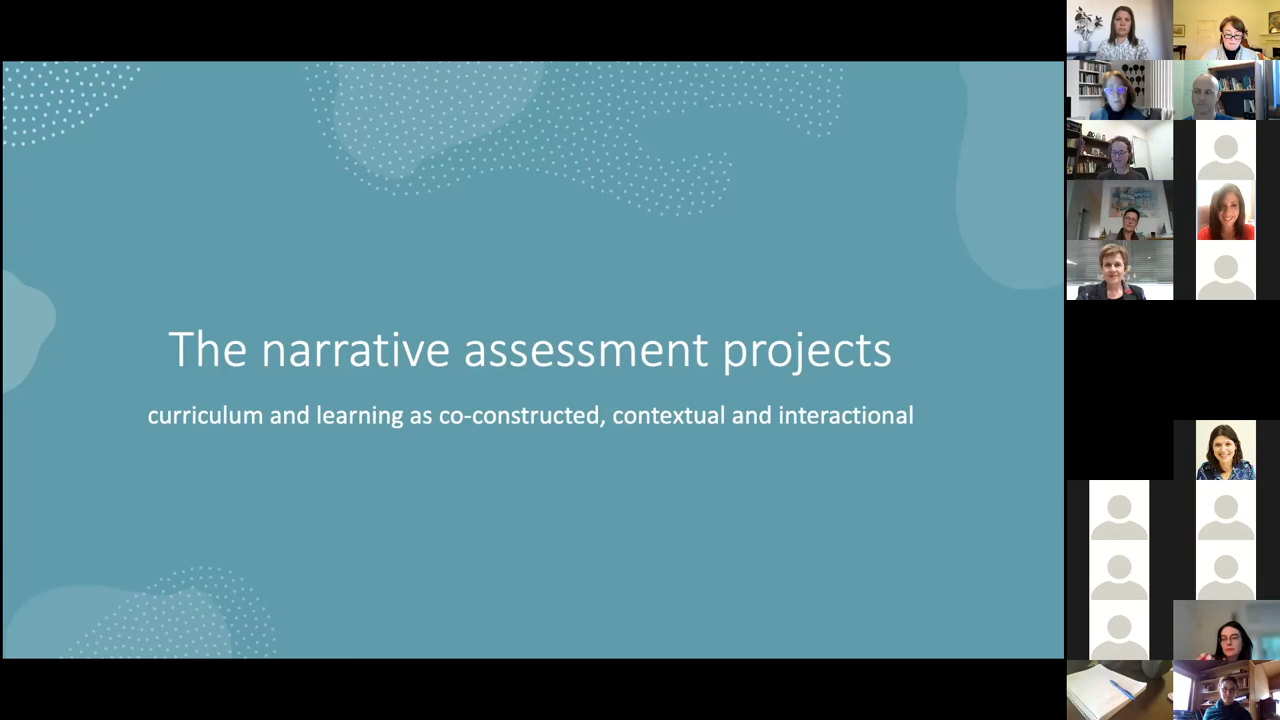 The narrative assessment projects
curriculum and learning as co-constructed, contextual and interactional